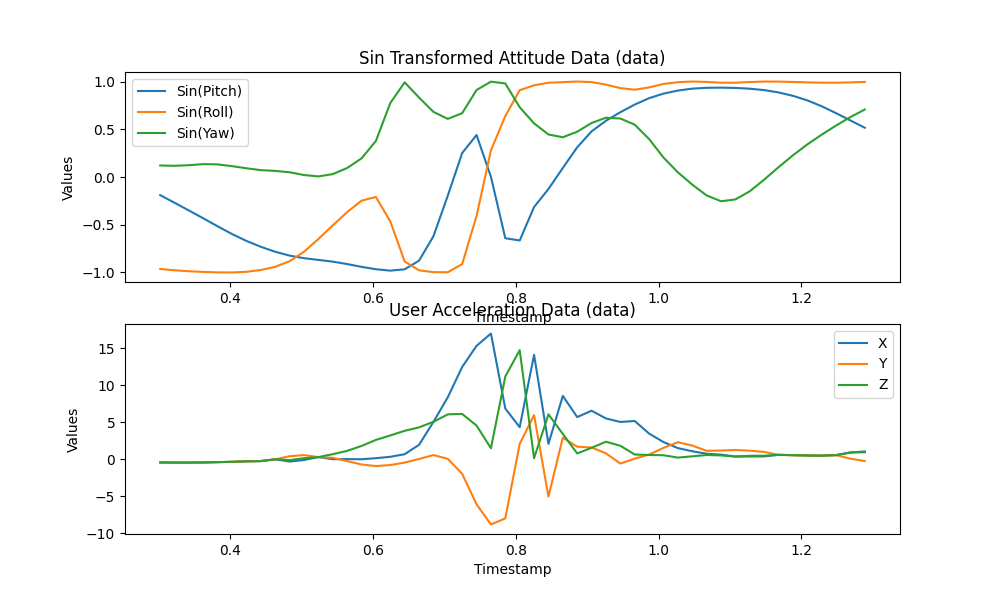 Sin Transformed Attitude Data (data)
Sin(Pitch)
Sin(Roll)
Sin(Yaw)
Values
1.0
0.5
0.0
−0.5
−1.0
0.4 0.6 0.8 1.0 1.2
Timestamp
User Acceleration Data (data)
X
Y
Z
Values
15
10
5
0
−5
−10
0.4 0.6 0.8 1.0 1.2
Timestamp